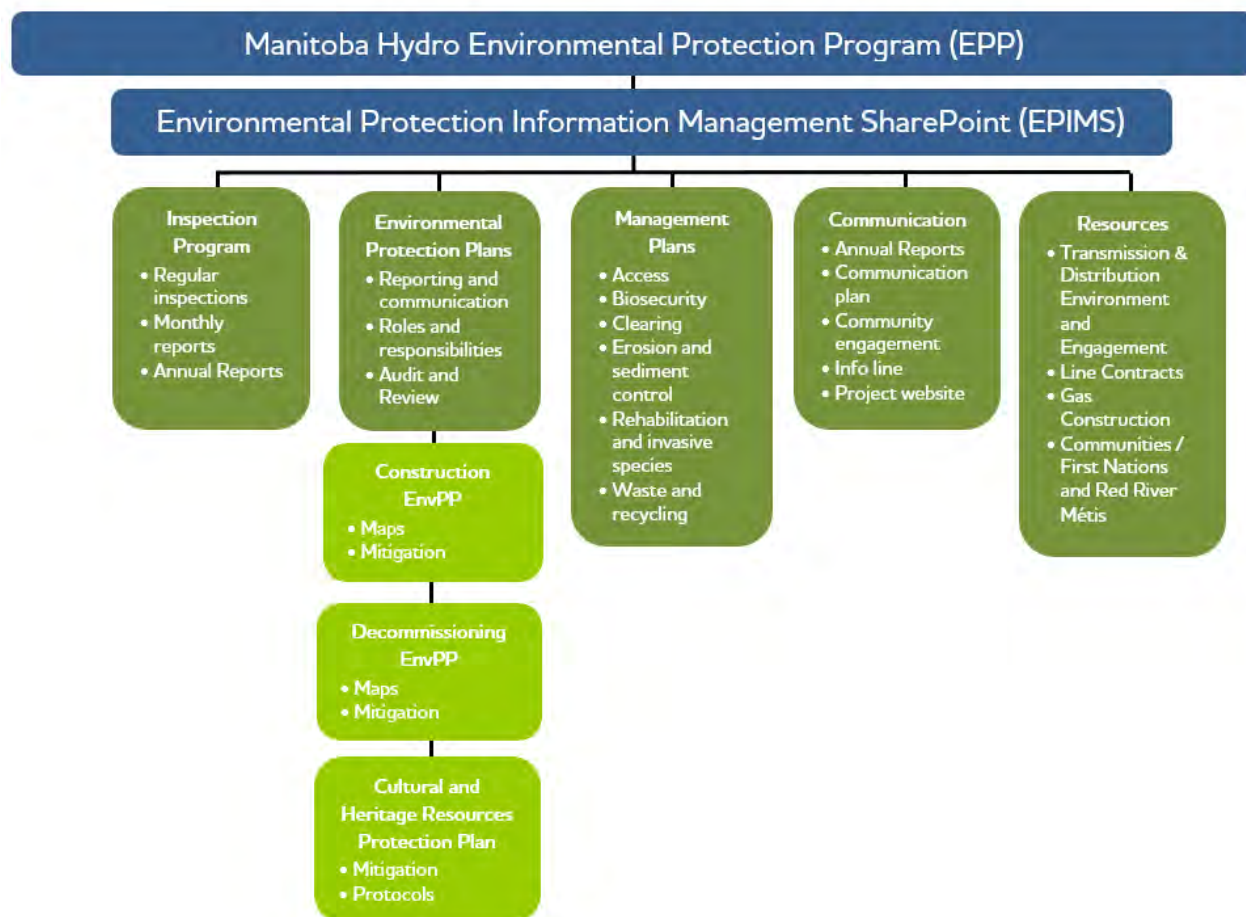 Manitoba Hydro Environmental Protection Program (EPP)
Environmental Protection Information Management SharePoint (EPIMS)
Inspection
Program
• Regular
inspections
• Monthly
reports
• Annual Reports
Environmental
Protection Plans
• Reporting and
communication
• Roles and
responsibilities
• Audit and
Review
Construction
EnvPP
• Maps
• Mitigation
Decommissioning
EnvPP
• Maps
• Mitigation
Cultural and
Heritage Resources
Protection Plan
• Mitigation
• Protocols
Management
Plans
• Access
• Biosecurity
• Clearing
• Erosion and
sediment
control
• Rehabilitation
and invasive
species
• Waste and
recycling
Communication
• Annual Reports
• Communication
plan
• Community
engagement
• Info line
• Project website
Resources
• Transmission &
Distribution
Environment
and
Engagement
• Line Contracts
• Gas
Construction
• Communities /
First Nations
and Red River
Métis